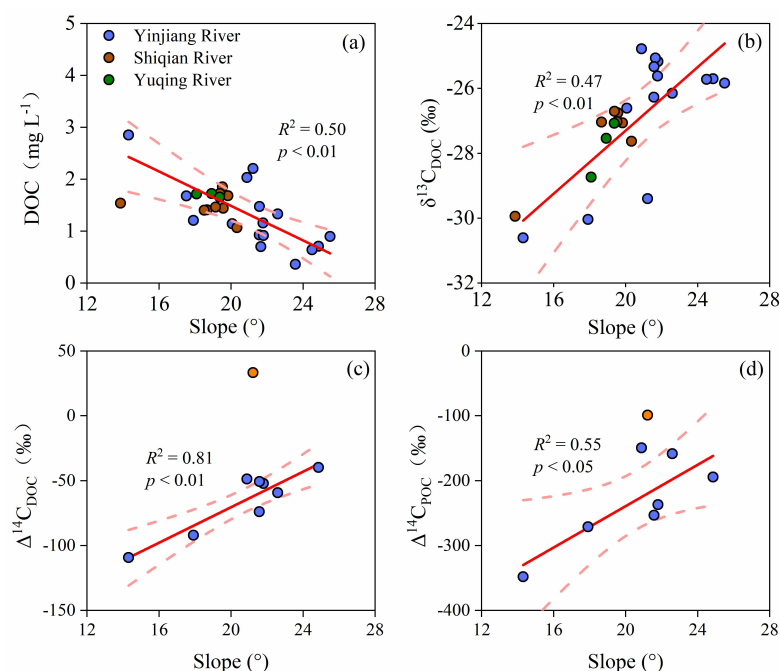 (a)
Yinjiang River
Shiqian River
Yuqing River
R² = 0.50
p < 0.01
DOC（mg L⁻¹）
5
4
3
2
1
0
12 16 20 24 28
Slope (°)
(b)
R² = 0.47
p < 0.01
δ¹³C_DOC(‰)
-24
-26
-28
-30
-32
12 16 20 24 28
Slope (°)
(c)
R² = 0.81
p < 0.01
Δ¹⁴C_DOC（‰）
50
0
-50
-100
-150
12 16 20 24 28
Slope (°)
(d)
R² = 0.55
p < 0.05
Δ¹⁴C_POC（‰）
0
-100
-200
-300
-400
12 16 20 24 28
Slope (°)